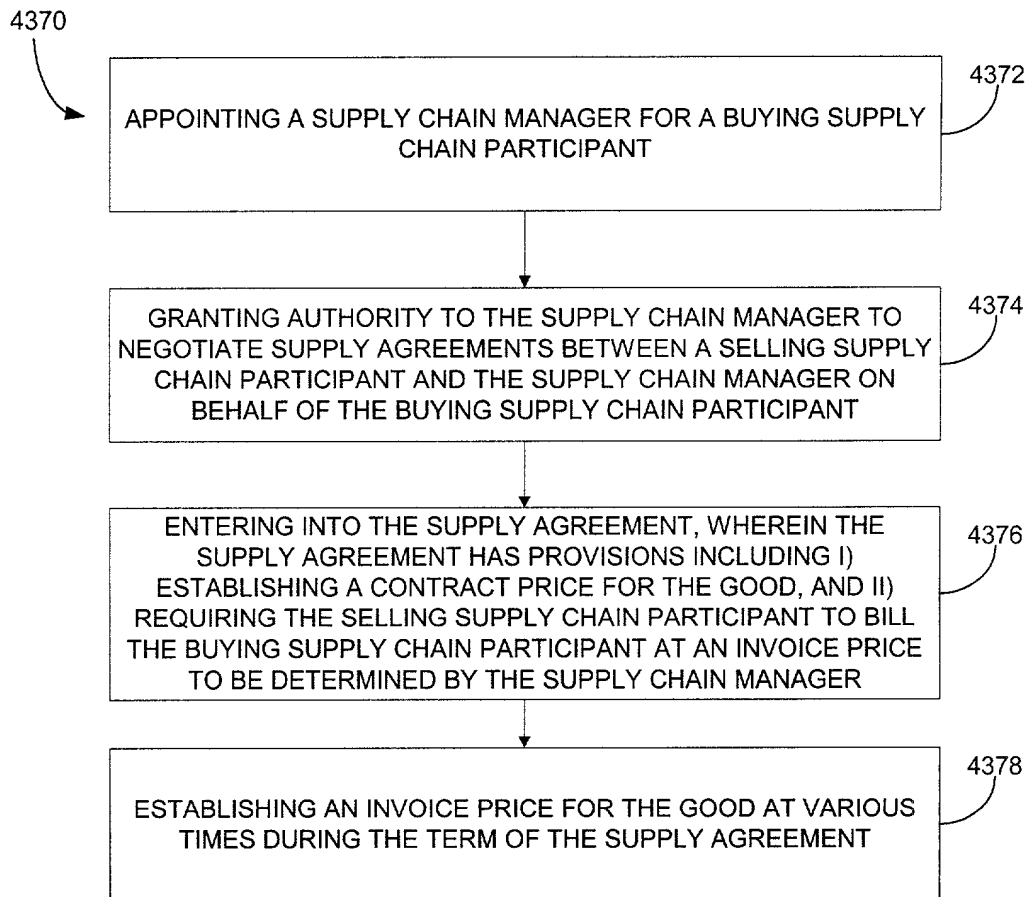 4370
4372
APPOINTING A SUPPLY CHAIN MANAGER FOR A BUYING SUPPLY
CHAIN PARTICIPANT
4374
GRANTING AUTHORITY TO THE SUPPLY CHAIN MANAGER TO
NEGOTIATE SUPPLY AGREEMENTS BETWEEN A SELLING SUPPLY
CHAIN PARTICIPANT AND THE SUPPLY CHAIN MANAGER ON
BEHALF OF THE BUYING SUPPLY CHAIN PARTICIPANT
4376
ENTERING INTO THE SUPPLY AGREEMENT, WHEREIN THE
SUPPLY AGREEMENT HAS PROVISIONS INCLUDING I)
ESTABLISHING A CONTRACT PRICE FOR THE GOOD, AND II)
REQUIRING THE SELLING SUPPLY CHAIN PARTICIPANT TO BILL
THE BUYING SUPPLY CHAIN PARTICIPANT AT AN INVOICE PRICE
TO BE DETERMINED BY THE SUPPLY CHAIN MANAGER
4378
ESTABLISHING AN INVOICE PRICE FOR THE GOOD AT VARIOUS
TIMES DURING THE TERM OF THE SUPPLY AGREEMENT